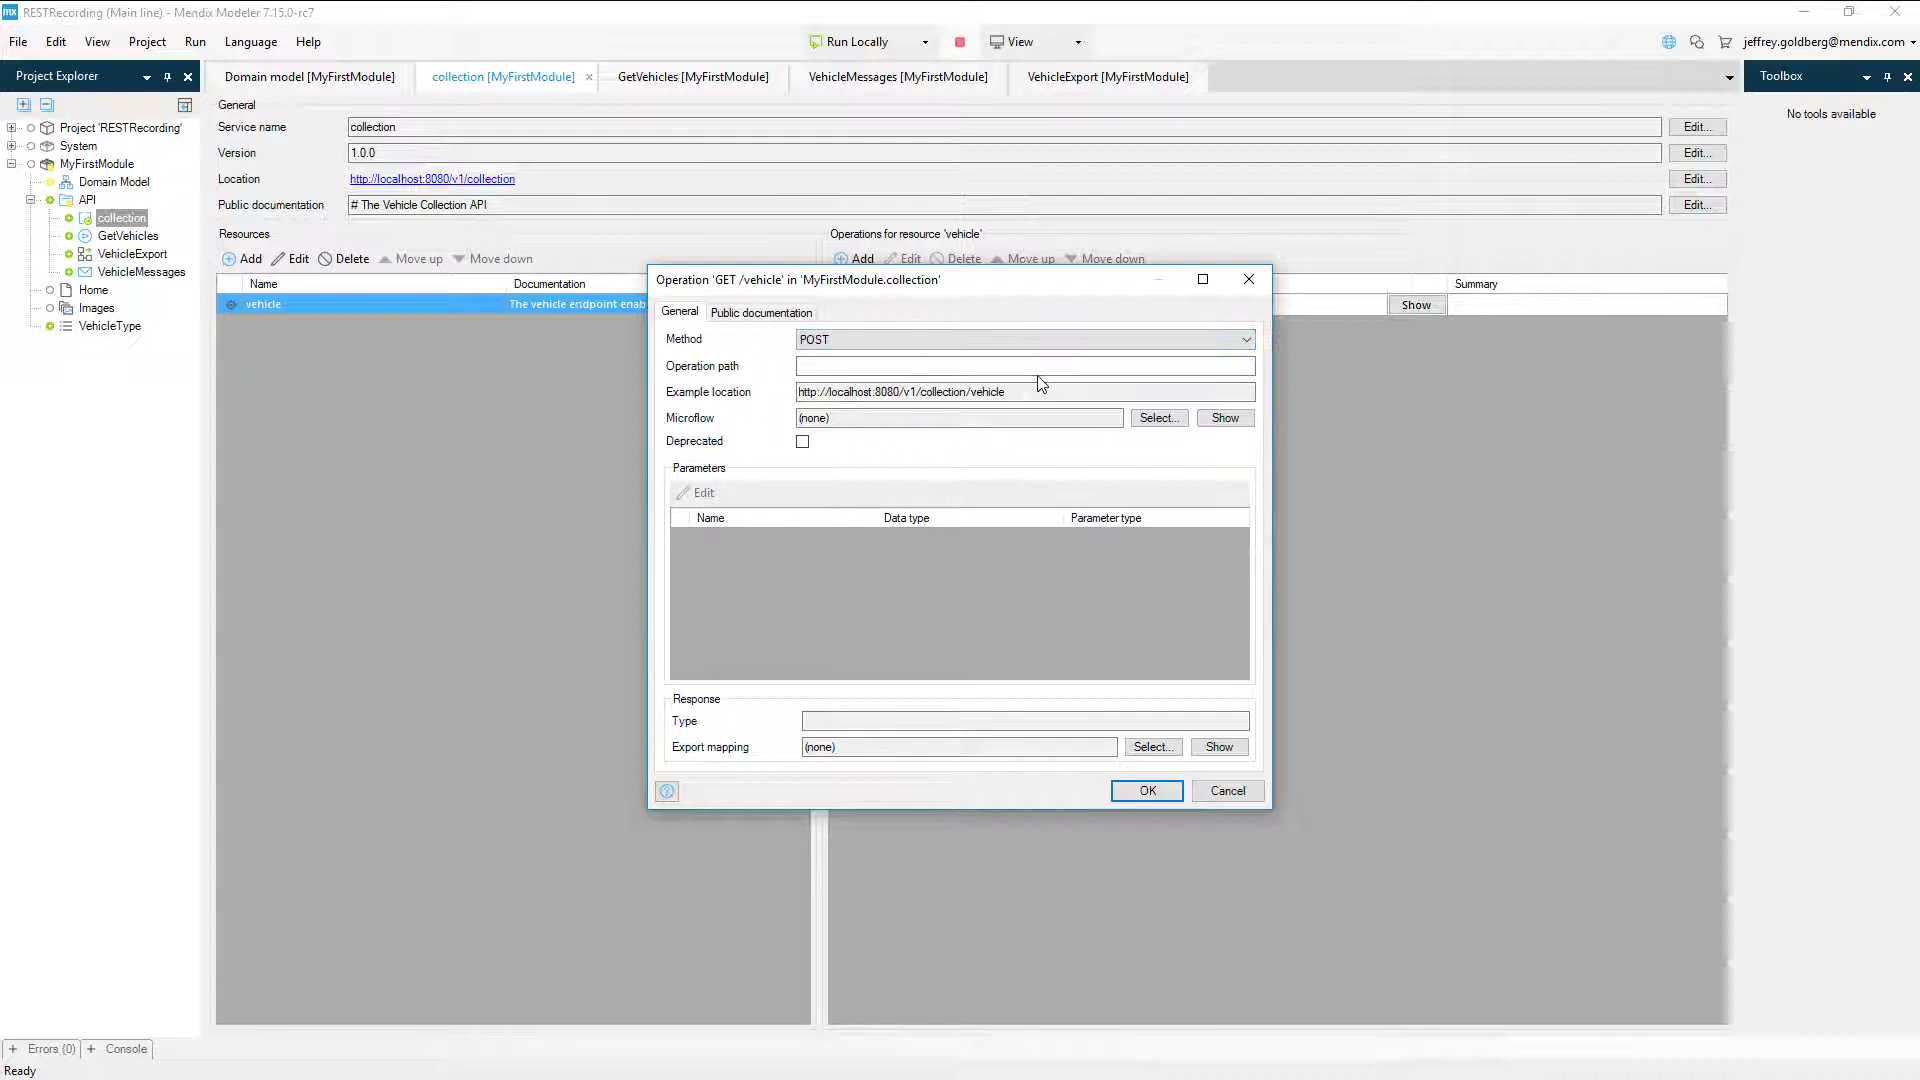 RESTRecording (Main line) - Mendix Modeler 7.15.0-rc7
File Edit View Project Run Language Help
Run Locally View
jeffrey.goldberg@mendix.com
Project Explorer
Domain model [MyFirstModule] collection [MyFirstModule] GetVehicles [MyFirstModule] VehicleMessages [MyFirstModule] VehicleExport [MyFirstModule]
Toolbox
No tools available
Project 'RESTRecording'
System
MyFirstModule
Domain Model
API
collection
GetVehicles
VehicleExport
VehicleMessages
Home
Images
VehicleType
General
Service name collection Edit...
Version 1.0.0 Edit...
Location http://localhost:8080/v1/collection Edit...
Public documentation # The Vehicle Collection API Edit...
Resources
Add Edit Delete Move up Move down
Name Documentation
vehicle The vehicle endpoint enab
Operations for resource 'vehicle'
Add Edit Delete Move up Move down
Summary
Show
Operation 'GET /vehicle' in 'MyFirstModule.collection'
General Public documentation
Method POST
Operation path
Example location http://localhost:8080/v1/collection/vehicle
Microflow (none) Select... Show
Deprecated
Parameters
Edit
Name Data type Parameter type
Response
Type
Export mapping (none) Select... Show
OK Cancel
Errors (0) Console
Ready